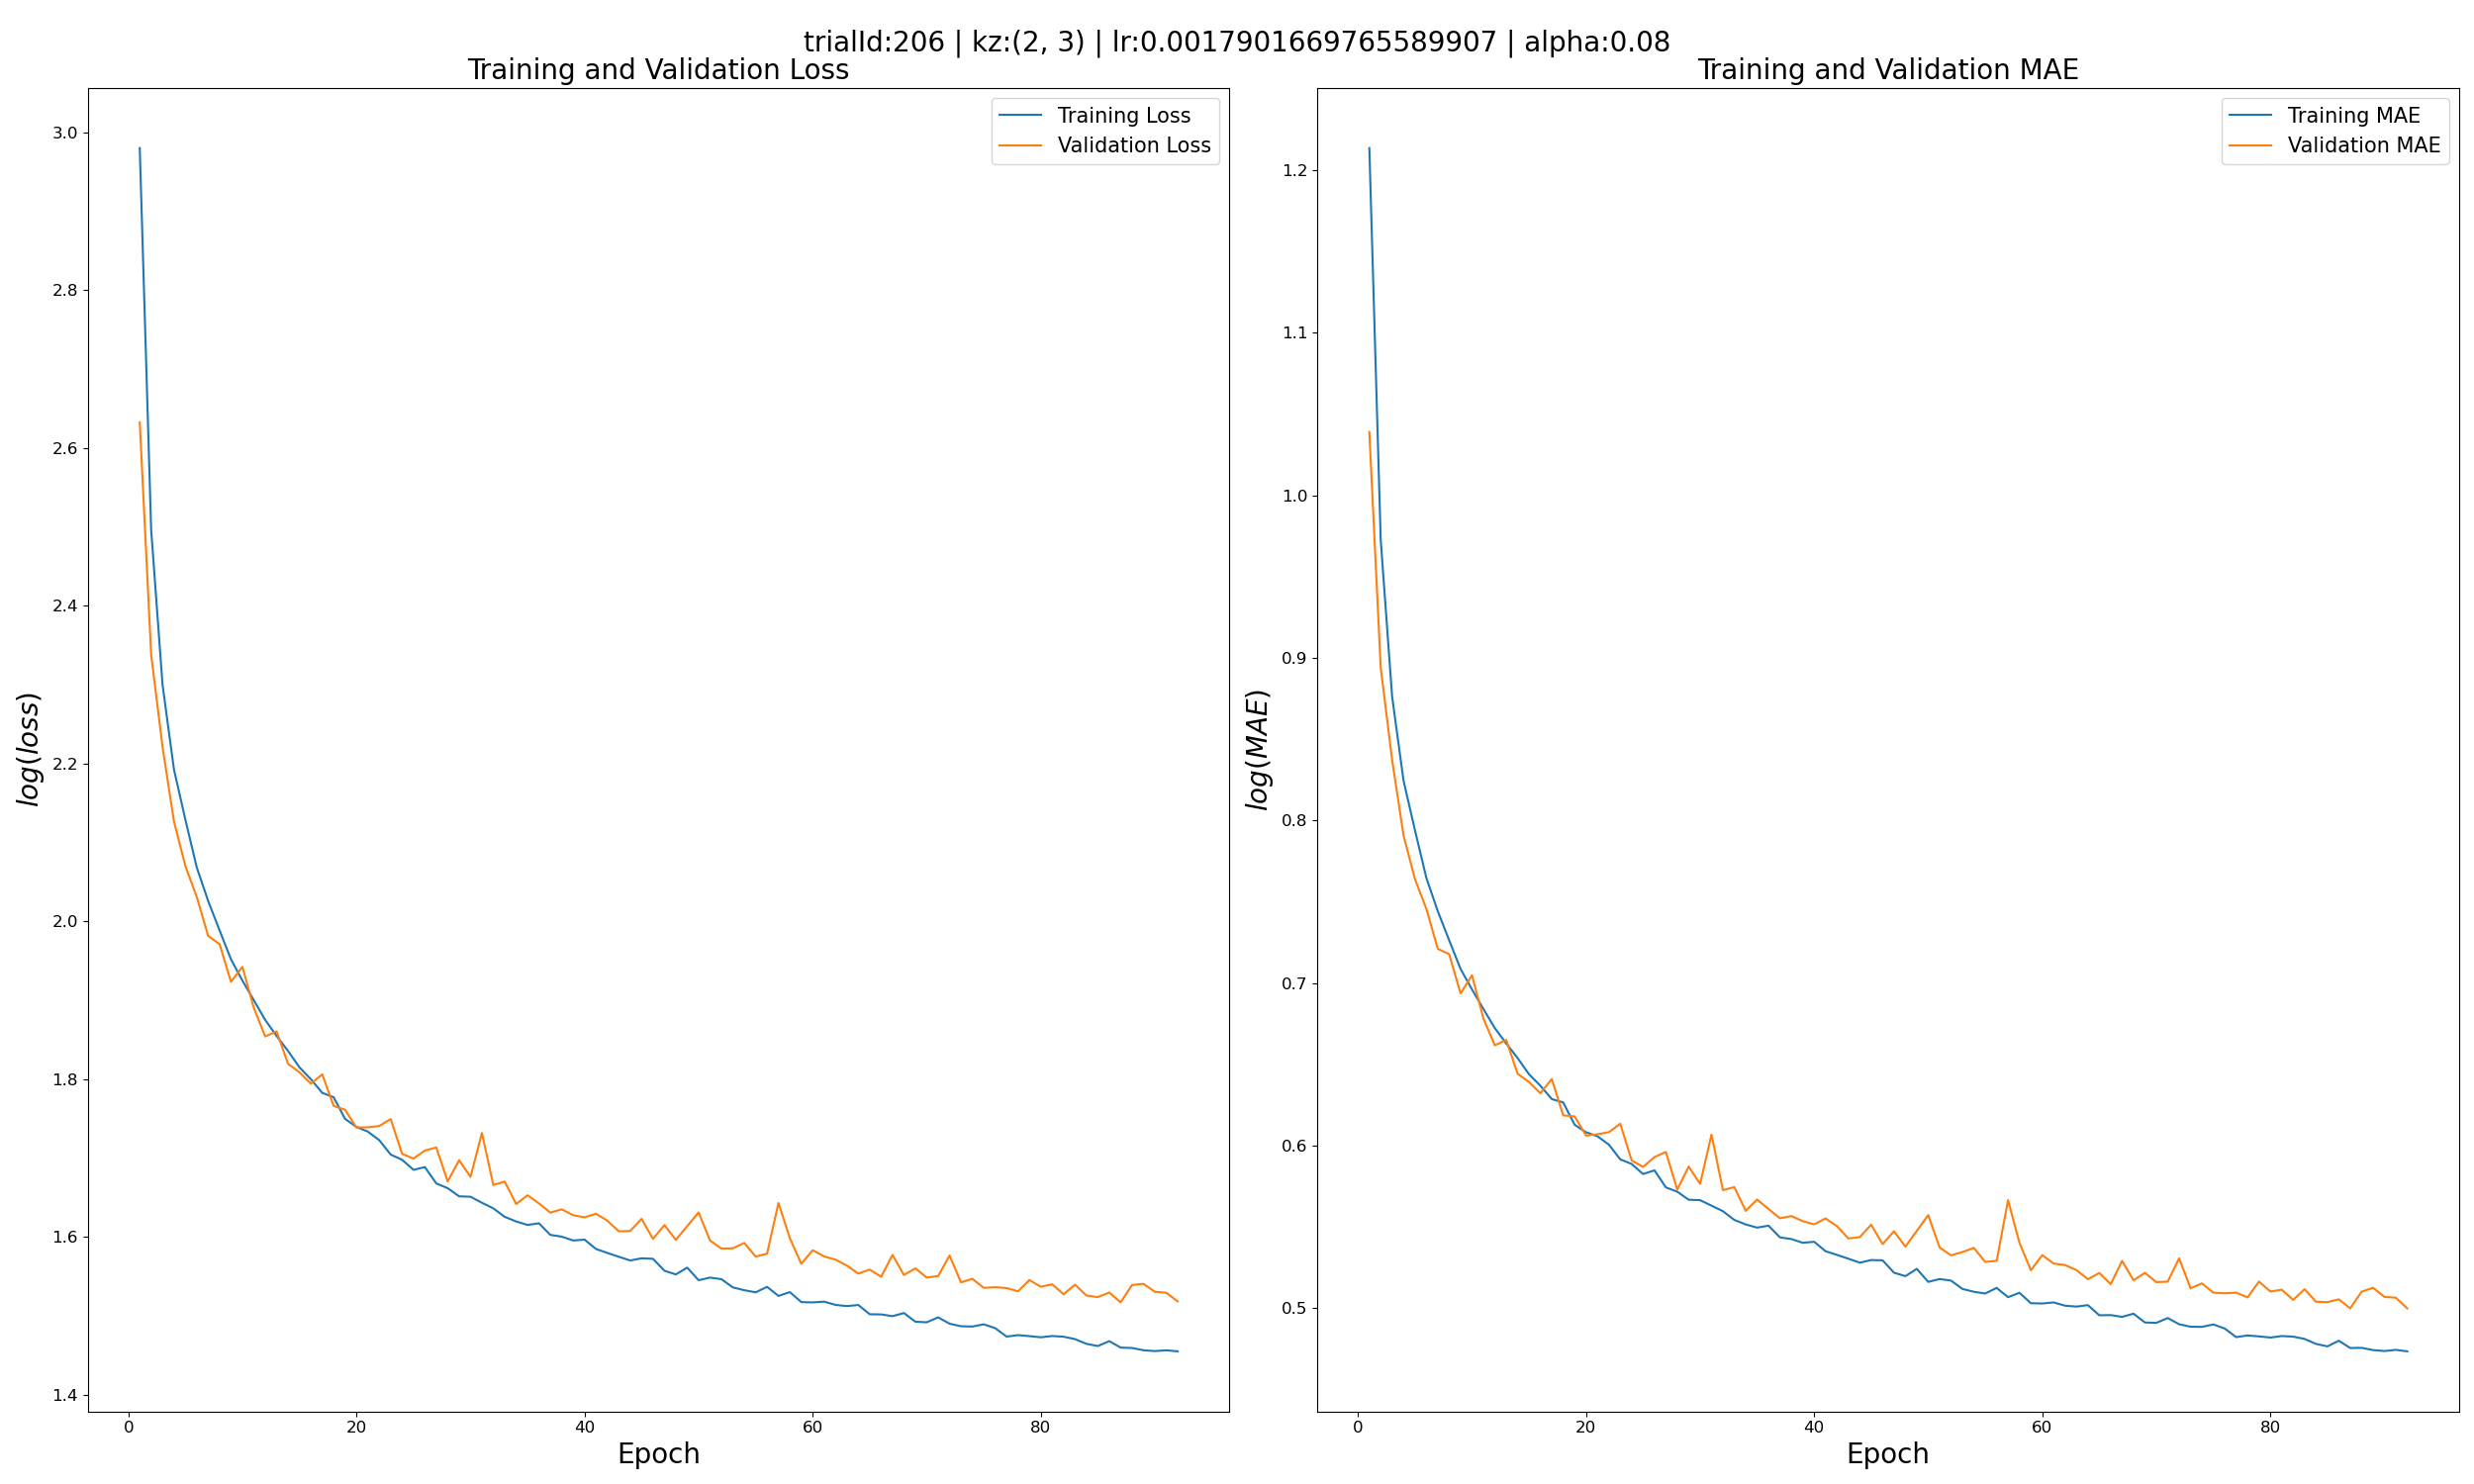 trialId:206 | kz:(2, 3) | lr:0.0017901669765589907 | alpha:0.08
Training and Validation Loss
Training Loss
Validation Loss
log(loss)
3.0
2.8
2.6
2.4
2.2
2.0
1.8
1.6
1.4
0
20
40
60
80
Epoch
Training and Validation MAE
Training MAE
Validation MAE
log(MAE)
1.2
1.1
1.0
0.9
0.8
0.7
0.6
0.5
0
20
40
60
80
Epoch